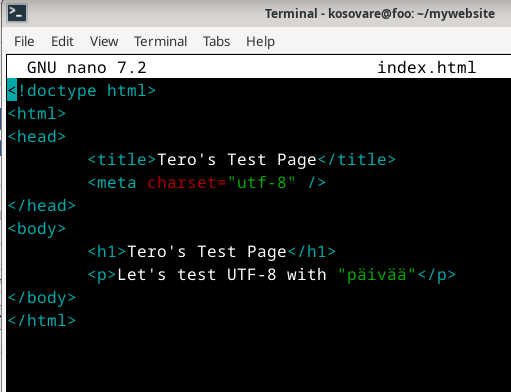 Terminal - kosovare@foo: ~/mywebsite
File Edit View Terminal Tabs Help
GNU nano 7.2 index.html
<!doctype html>
<html>
<head>
        <title>Tero's Test Page</title>
        <meta charset="utf-8" />
</head>
<body>
        <h1>Tero's Test Page</h1>
        <p>Let's test UTF-8 with "päivää"</p>
</body>
</html>